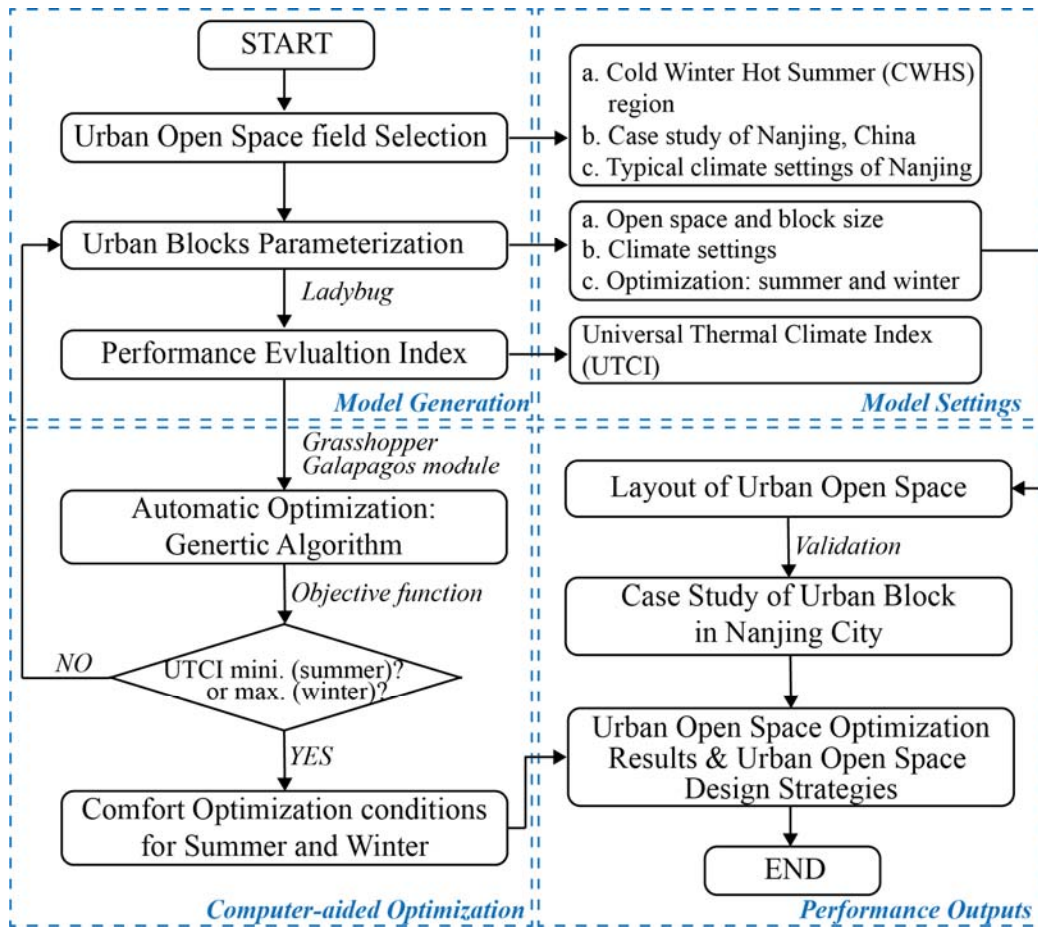 START
Urban Open Space field Selection
Urban Blocks Parameterization
Ladybug
Performance Evlualtion Index
Model Generation
a. Cold Winter Hot Summer (CWHS)
region
b. Case study of Nanjing, China
c. Typical climate settings of Nanjing
a. Open space and block size
b. Climate settings
c. Optimization: summer and winter
Universal Thermal Climate Index
(UTCI)
Model Settings
Grasshopper
Galapagos module
Automatic Optimization:
Genertic Algorithm
Objective function
NO
UTCI mini. (summer)?
or max. (winter)?
YES
Comfort Optimization conditions
for Summer and Winter
Computer-aided Optimization
Layout of Urban Open Space
Validation
Case Study of Urban Block
in Nanjing City
Urban Open Space Optimization
Results & Urban Open Space
Design Strategies
END
Performance Outputs